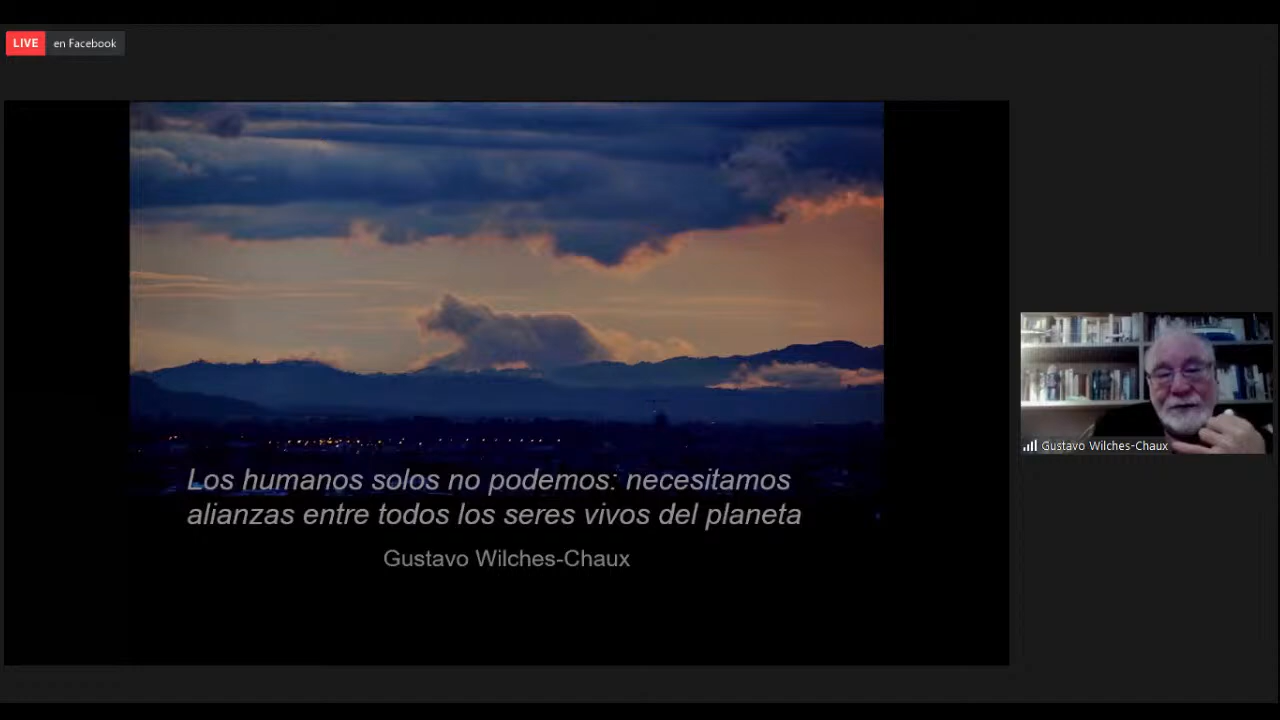 LIVE en Facebook
Los humanos solos no podemos: necesitamos
alianzas entre todos los seres vivos del planeta
Gustavo Wilches-Chaux
Gustavo Wilches-Chaux